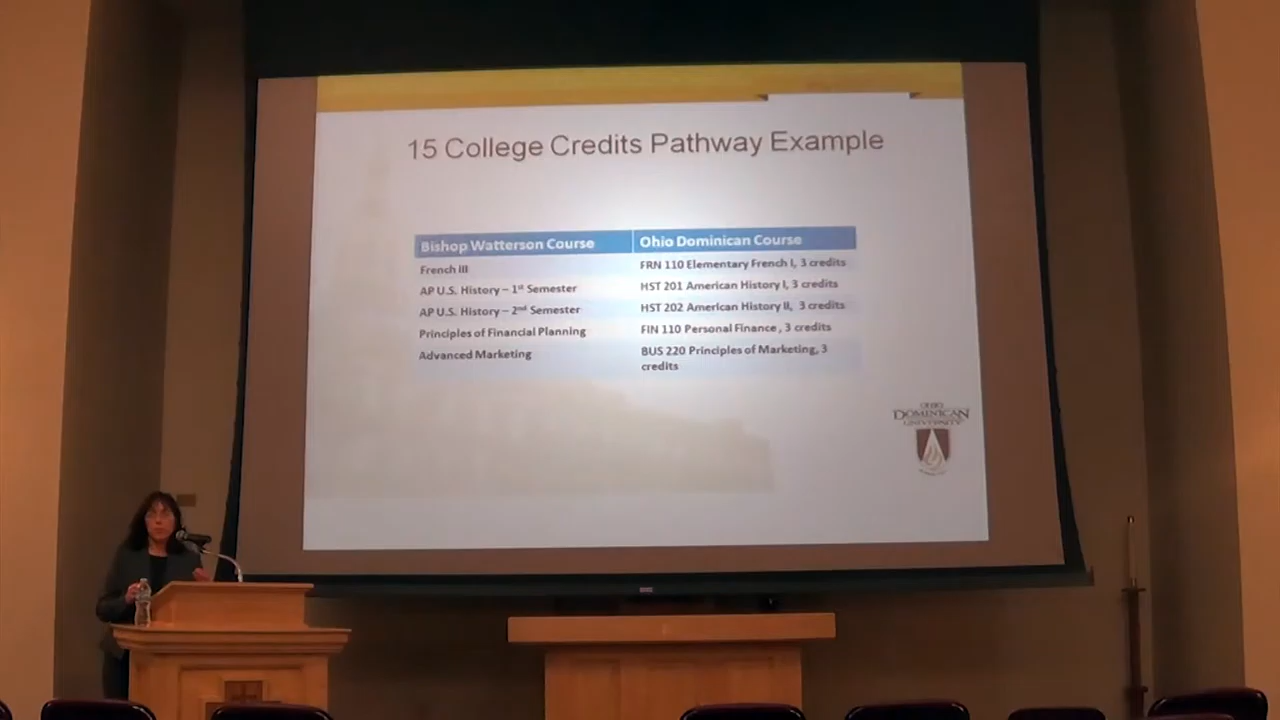 15 College Credits Pathway Example
Bishop Watterson Course Ohio Dominican Course
French III FRN 110 Elementary French I, 3 credits
AP U.S. History – 1st Semester HST 201 American History I, 3 credits
AP U.S. History – 2nd Semester HST 202 American History II, 3 credits
Principles of Financial Planning FIN 110 Personal Finance , 3 credits
Advanced Marketing BUS 220 Principles of Marketing, 3
credits
OHIO
DOMINICAN
UNIVERSITY